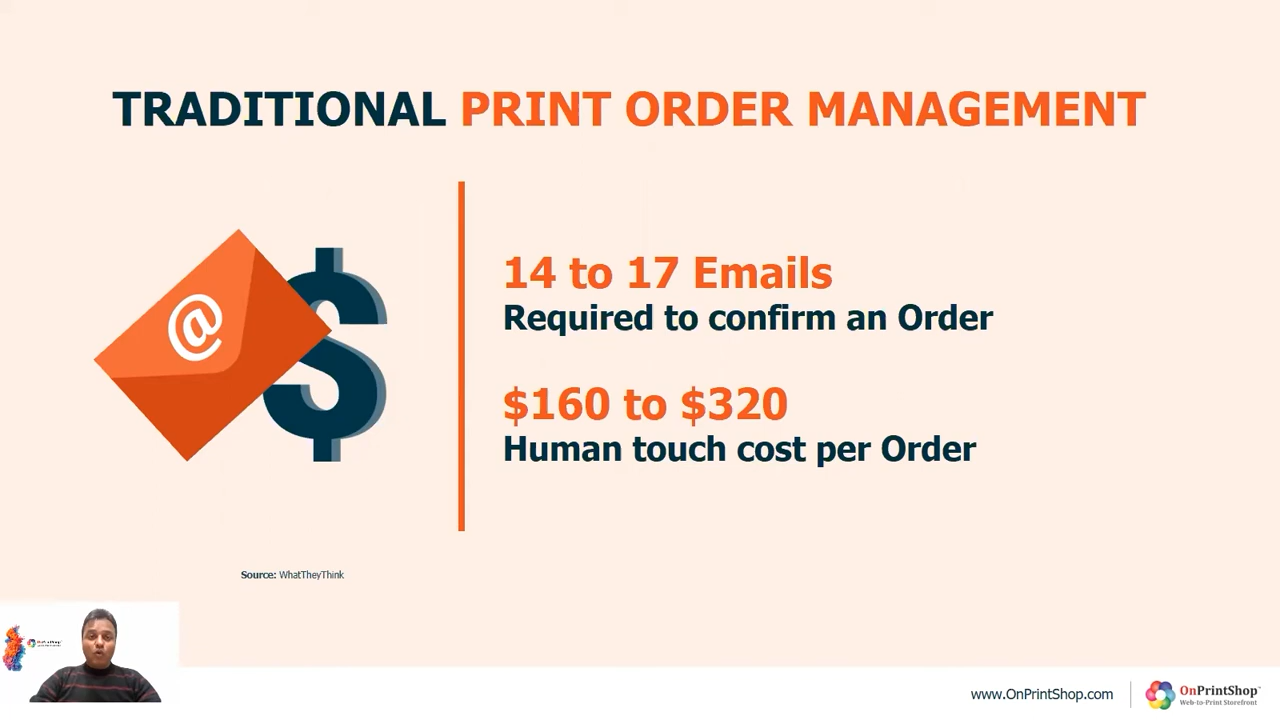 TRADITIONAL PRINT ORDER MANAGEMENT
@
$
14 to 17 Emails
Required to confirm an Order
$160 to $320
Human touch cost per Order
Source: WhatTheyThink
OnPrintShop
www.OnPrintShop.com
OnPrintShop™
Web-to-Print Storefront